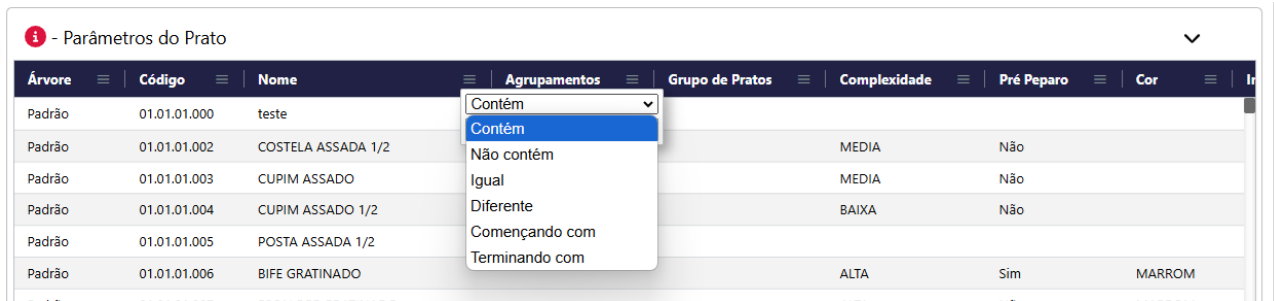 i - Parâmetros do Prato
Árvore Código Nome Agrupamentos Grupo de Pratos Complexidade Pré Peparo Cor
Padrão 01.01.01.000 teste
Contém
Contém
Padrão 01.01.01.002 COSTELA ASSADA 1/2 MEDIA Não
Não contém
Padrão 01.01.01.003 CUPIM ASSADO MEDIA Não
Igual
Padrão 01.01.01.004 CUPIM ASSADO 1/2 BAIXA Não
Diferente
Começando com
Padrão 01.01.01.005 POSTA ASSADA 1/2
Terminando com
Padrão 01.01.01.006 BIFE GRATINADO ALTA Sim MARROM